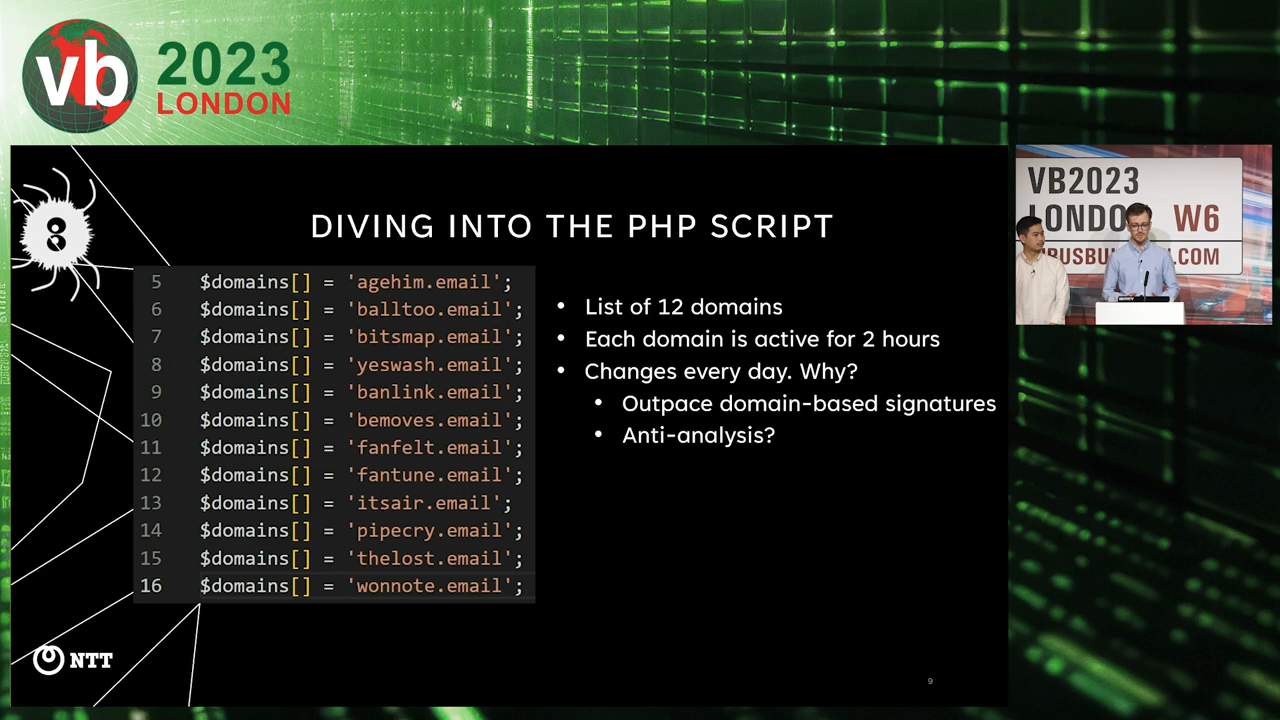 vb
2023
LONDON
8
DIVING INTO THE PHP SCRIPT
5 $domains[] = 'agehim.email';
6 $domains[] = 'balltoo.email';
7 $domains[] = 'bitsmap.email';
8 $domains[] = 'yeswash.email';
9 $domains[] = 'banlink.email';
10 $domains[] = 'bemoves.email';
11 $domains[] = 'fanfelt.email';
12 $domains[] = 'fantune.email';
13 $domains[] = 'itsair.email';
14 $domains[] = 'pipecry.email';
15 $domains[] = 'thelost.email';
16 $domains[] = 'wonnote.email';
• List of 12 domains
• Each domain is active for 2 hours
• Changes every day. Why?
• Outpace domain-based signatures
• Anti-analysis?
NTT
9
VB2023
LONDO W6
.COM